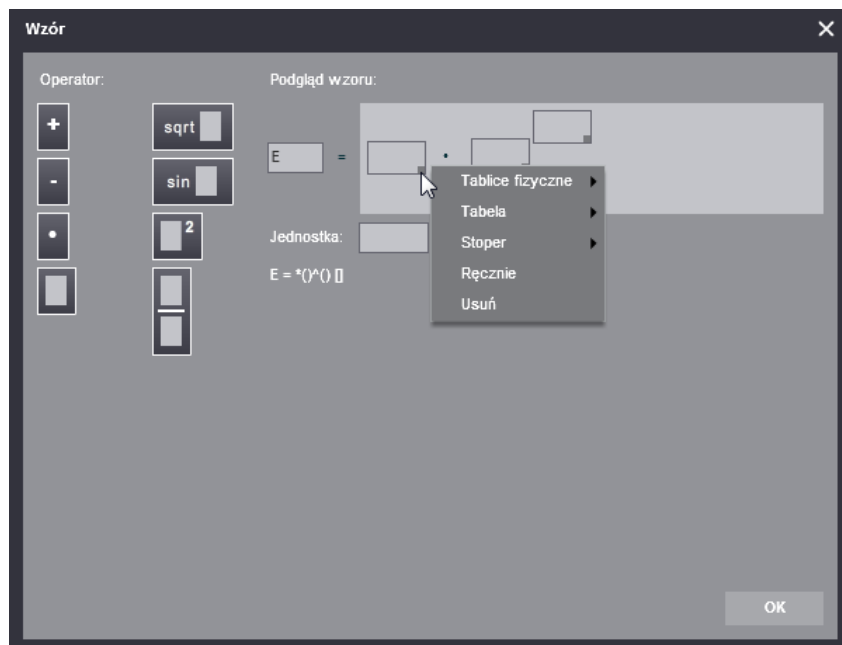 Wzór
Operator:
Podgląd wzoru:
+
sqrt
E =
-
sin
•
Tablice fizyczne
Tabela
•
2
Jednostka:
Stoper
E = *()^() []
Ręcznie
Usuń
OK